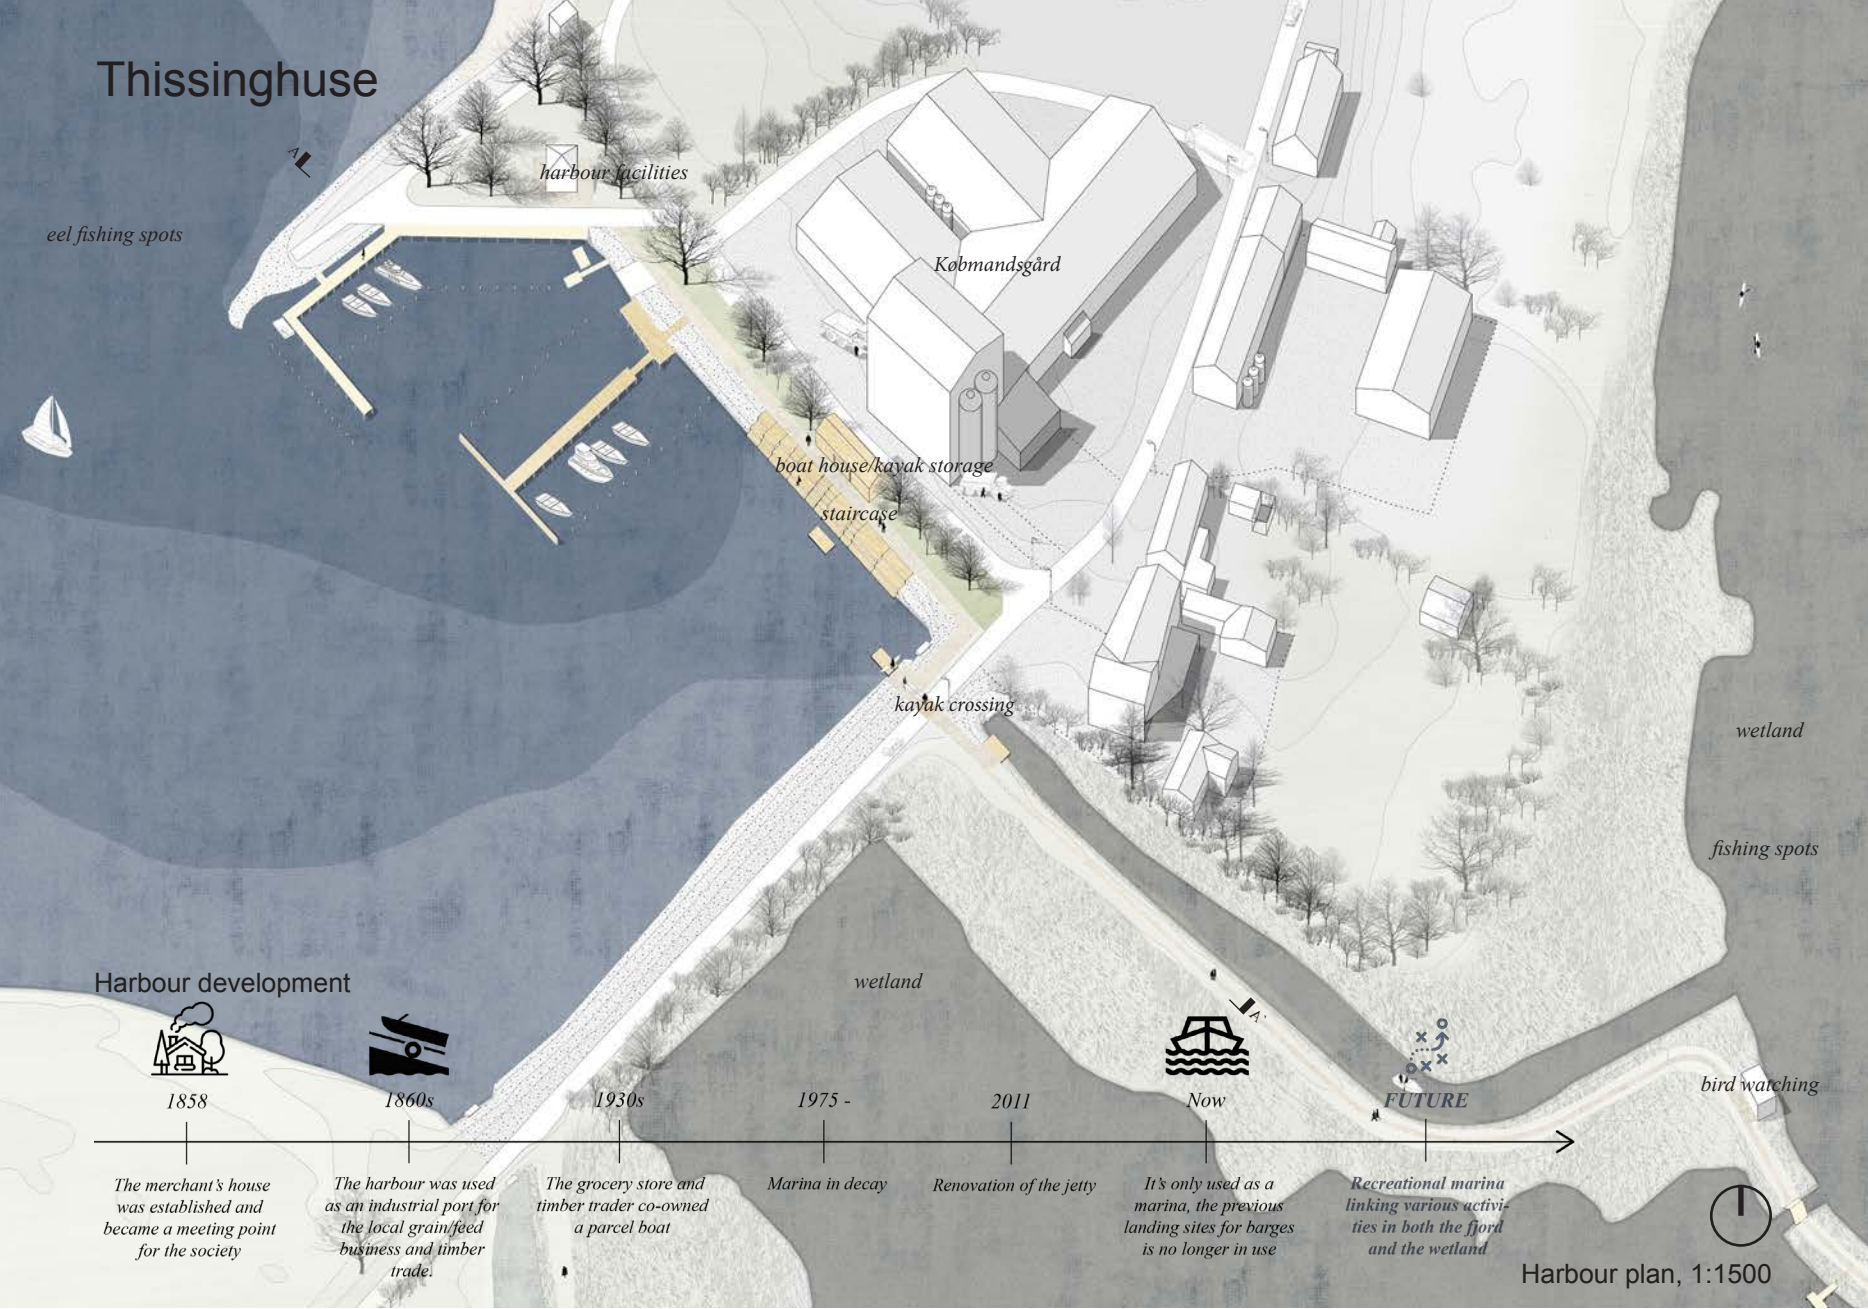 Thissinghuse
A
harbour facilities
eel fishing spots
Købmandsgård
boat house/kayak storage
staircase
kayak crossing
wetland
fishing spots
wetland
A'
bird watching
Harbour development
1858
1860s
1930s
1975 -
2011
Now
FUTURE
The merchant's house
was established and
became a meeting point
for the society
The harbour was used
as an industrial port for
the local grain/feed
business and timber
trade.
The grocery store and
timber trader co-owned
a parcel boat
Marina in decay
Renovation of the jetty
It's only used as a
marina, the previous
landing sites for barges
is no longer in use
Recreational marina
linking various activi-
ties in both the fjord
and the wetland
Harbour plan, 1:1500